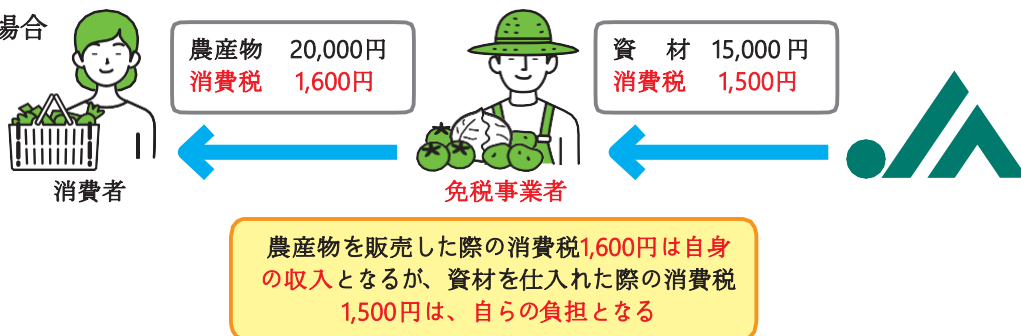 場合
農産物 20,000円
消費税 1,600円
資 材 15,000円
消費税 1,500円
消費者
免税事業者
JA
農産物を販売した際の消費税1,600円は自身
の収入となるが、資材を仕入れた際の消費税
1,500円は、自らの負担となる